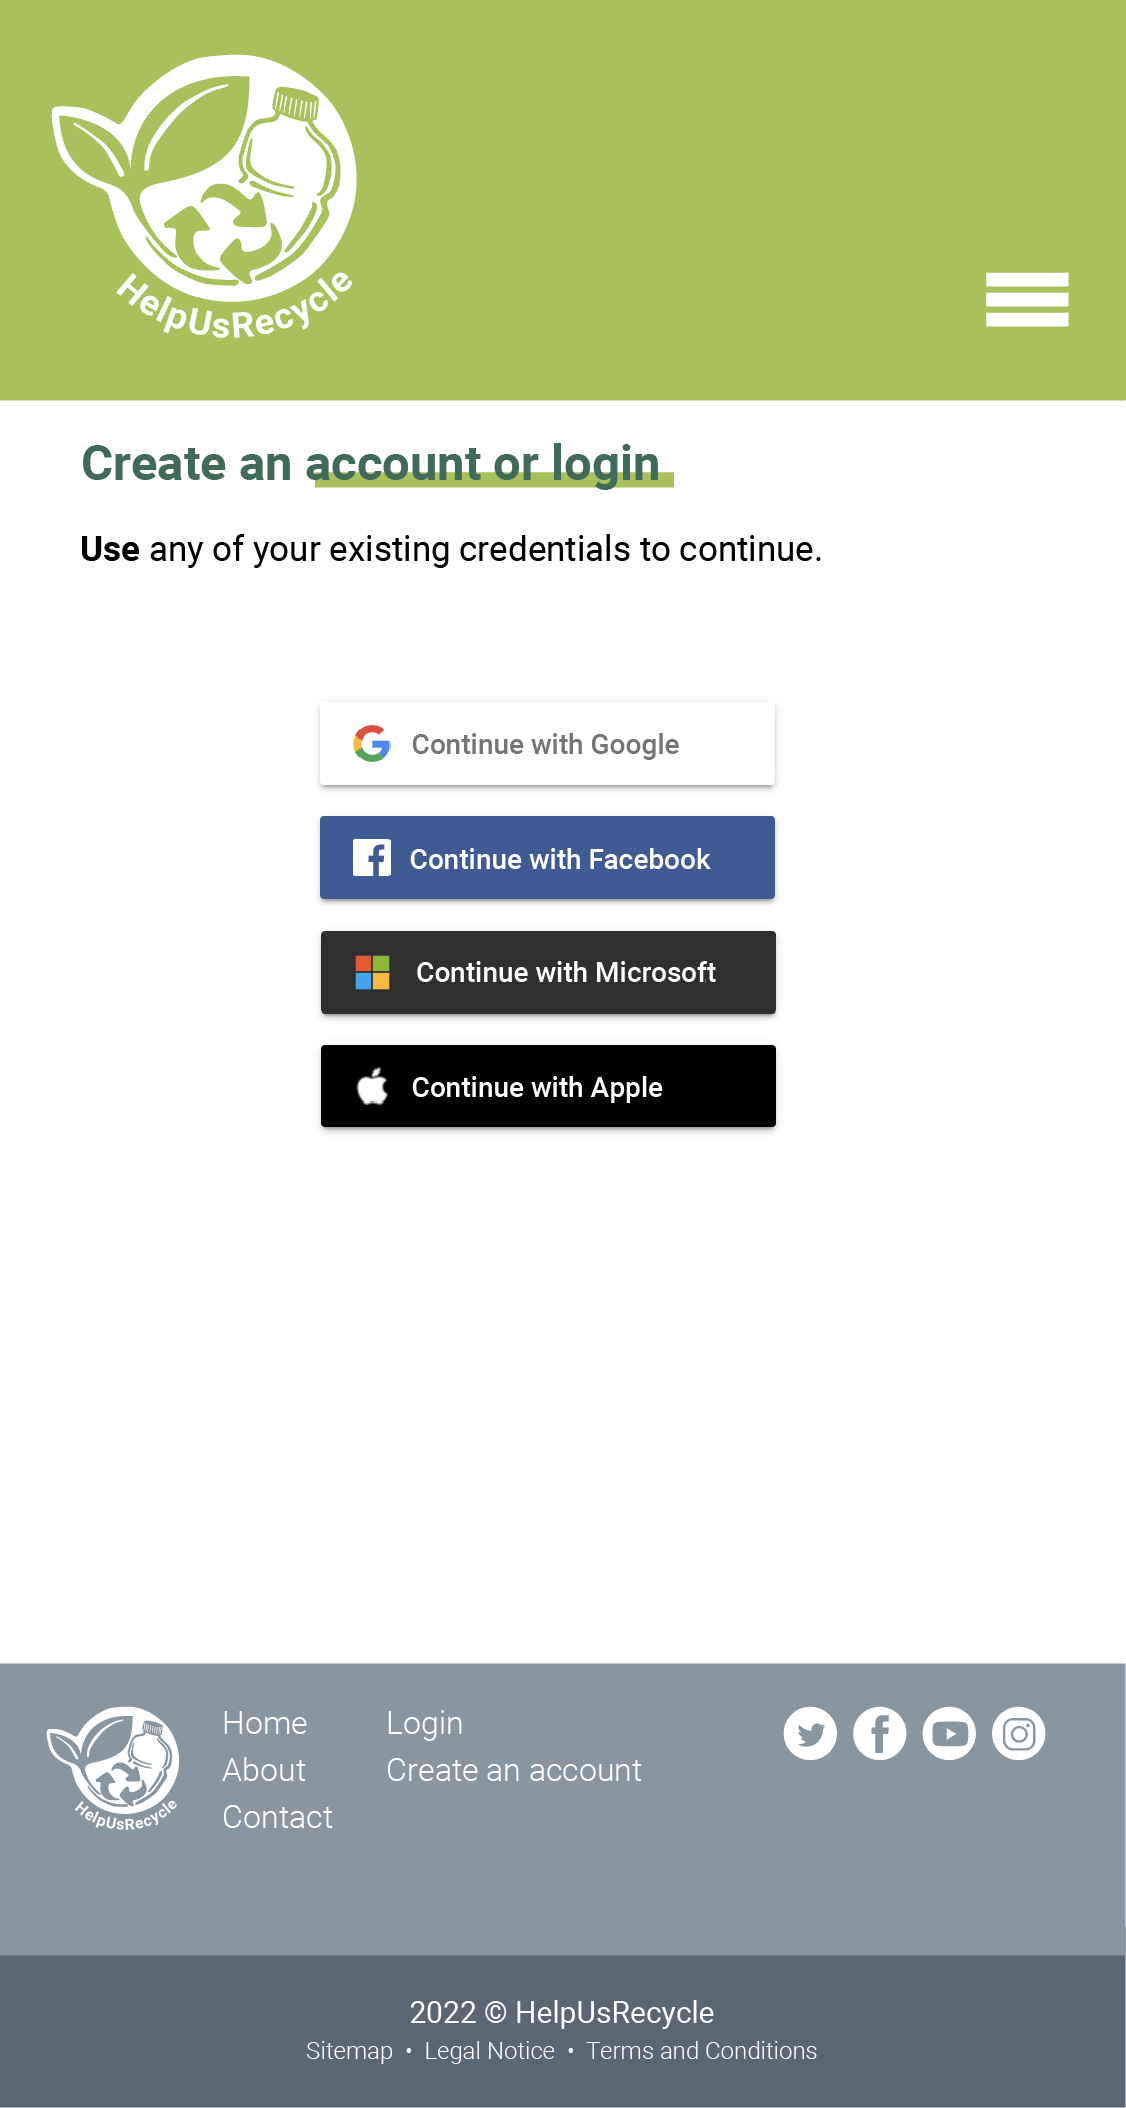 HelpUsRecycle
Create an account or login
Use any of your existing credentials to continue.
Continue with Google
Continue with Facebook
Continue with Microsoft
Continue with Apple
HelpUsRecycle
Home
About
Contact
Login
Create an account
2022 © HelpUsRecycle
Sitemap • Legal Notice • Terms and Conditions